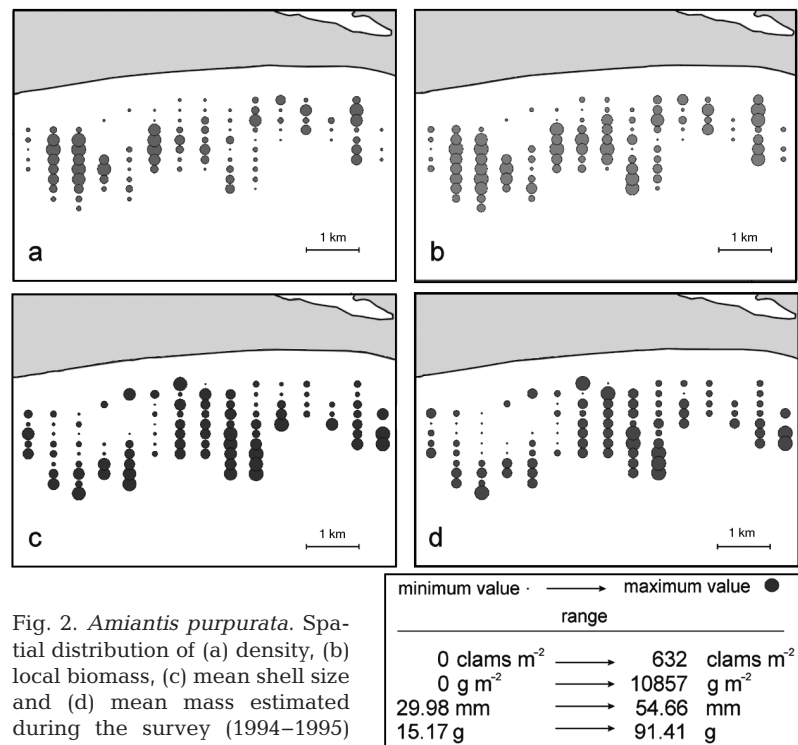 a
1 km
b
1 km
c
1 km
d
1 km
Fig. 2. Amiantis purpurata. Spa-
tial distribution of (a) density, (b)
local biomass, (c) mean shell size
and (d) mean mass estimated
during the survey (1994–1995)
minimum value · ⟶ maximum value ●
range
0 clams m⁻² ⟶ 632 clams m⁻²
0 g m⁻² ⟶ 10857 g m⁻²
29.98 mm ⟶ 54.66 mm
15.17 g ⟶ 91.41 g